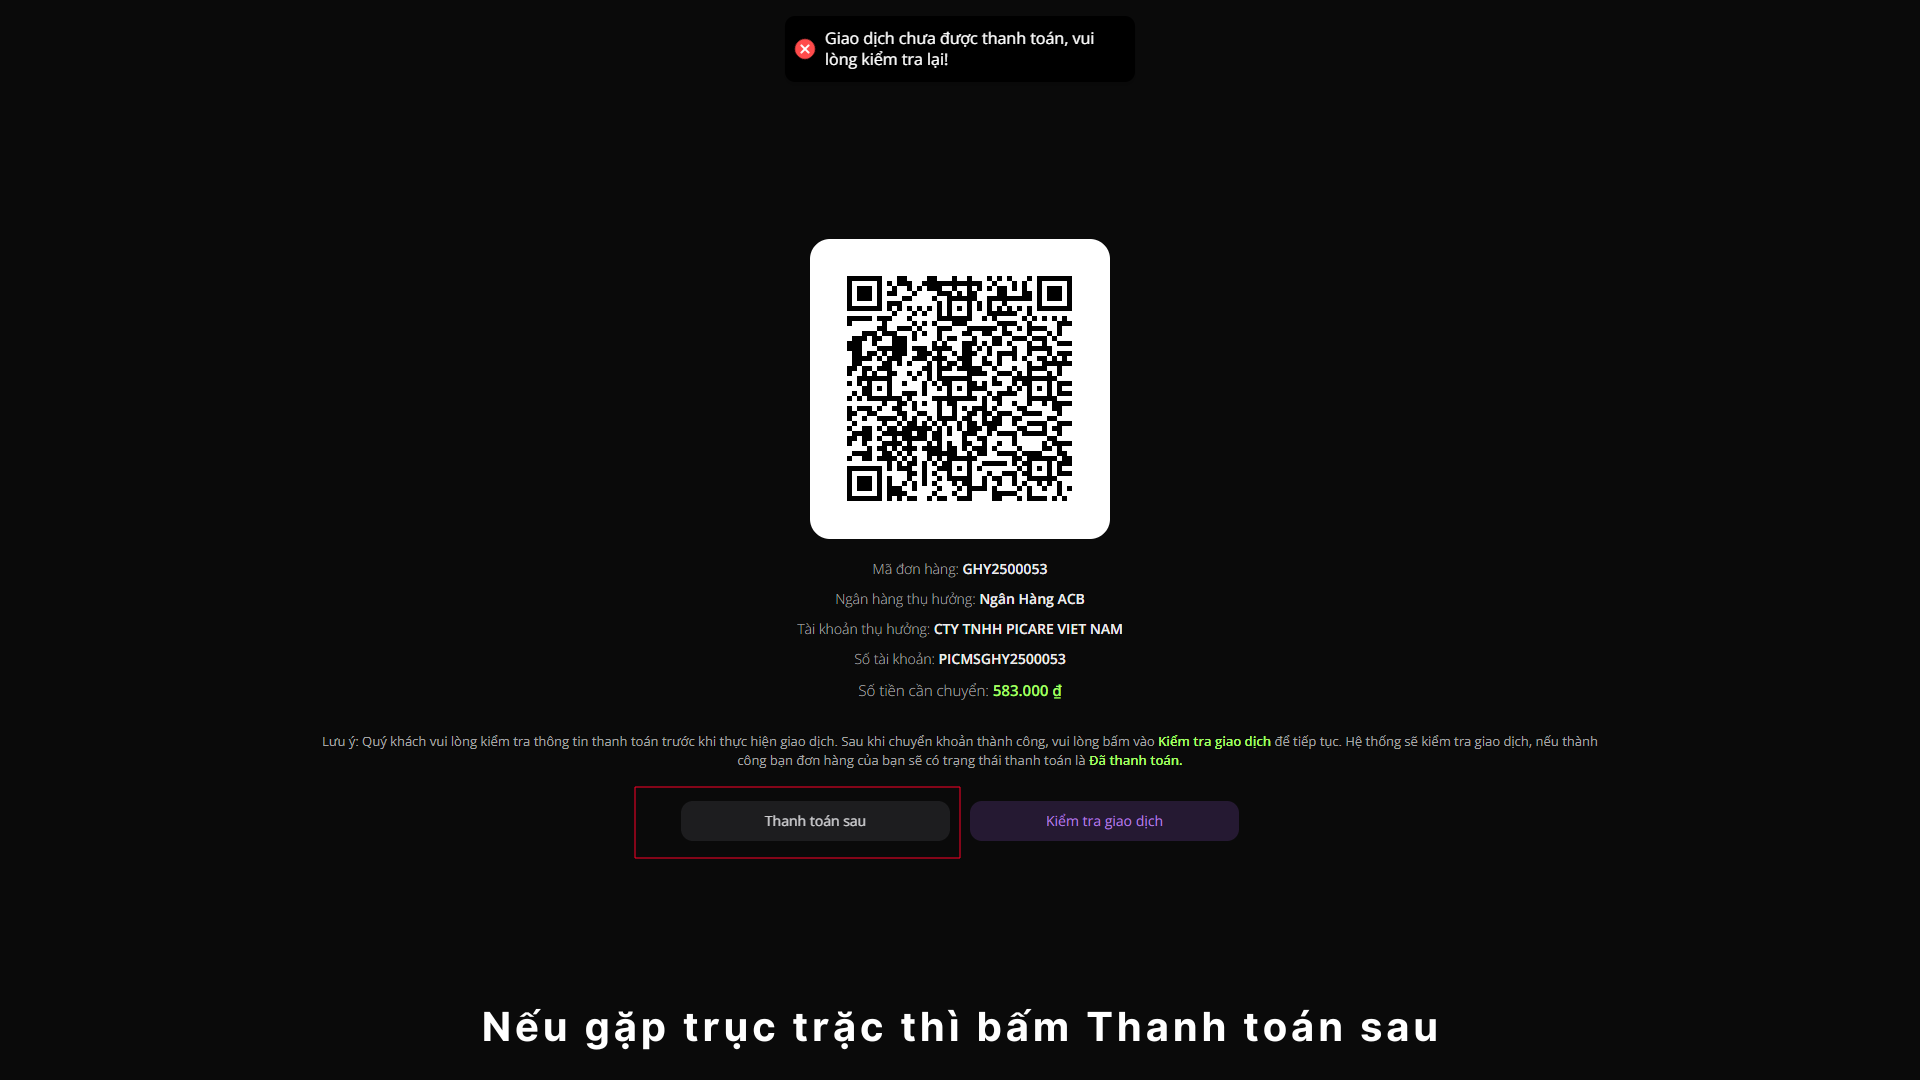 Giao dịch chưa được thanh toán, vui
lòng kiểm tra lại!
Mã đơn hàng: GHY2500053
Ngân hàng thụ hưởng: Ngân Hàng ACB
Tài khoản thụ hưởng: CTY TNHH PICARE VIET NAM
Số tài khoản: PICMSGHY2500053
Số tiền cần chuyển: 583.000 ₫
Lưu ý: Quý khách vui lòng kiểm tra thông tin thanh toán trước khi thực hiện giao dịch. Sau khi chuyển khoản thành công, vui lòng bấm vào Kiểm tra giao dịch để tiếp tục. Hệ thống sẽ kiểm tra giao dịch, nếu thành
công bạn đơn hàng của bạn sẽ có trạng thái thanh toán là Đã thanh toán.
Thanh toán sau
Kiểm tra giao dịch
Nếu gặp trục trặc thì bấm Thanh toán sau